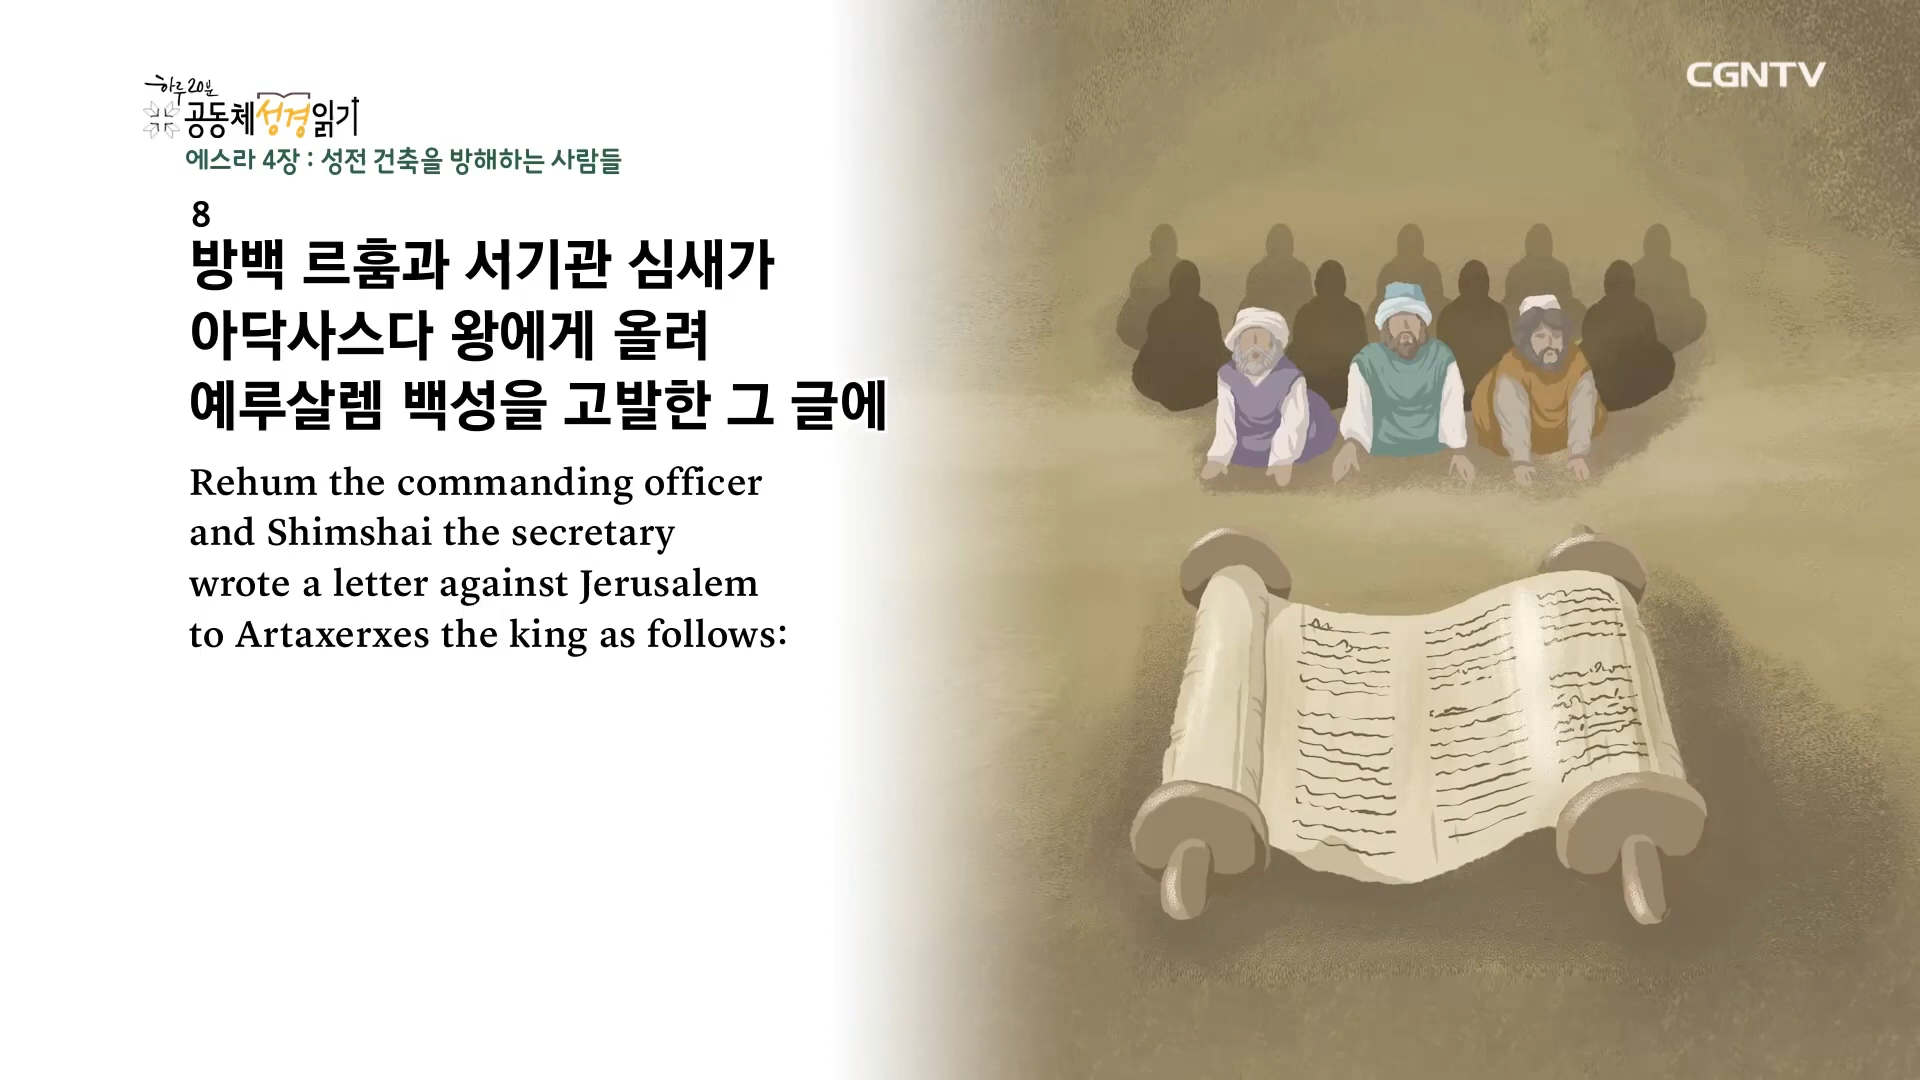 하루 20분
공동체성경읽기
CGNTV
에스라 4장 : 성전 건축을 방해하는 사람들
8
방백 르훔과 서기관 심새가
아닥사스다 왕에게 올려
예루살렘 백성을 고발한 그 글에
Rehum the commanding officer
and Shimshai the secretary
wrote a letter against Jerusalem
to Artaxerxes the king as follows: